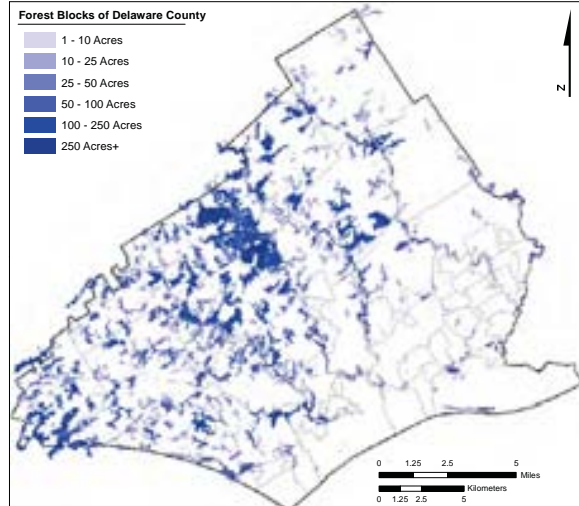 Forest Blocks of Delaware County
1 - 10 Acres
10 - 25 Acres
25 - 50 Acres
50 - 100 Acres
100 - 250 Acres
250 Acres+
N
0 1.25 2.5 5
Miles
Kilometers
0 1.25 2.5 5